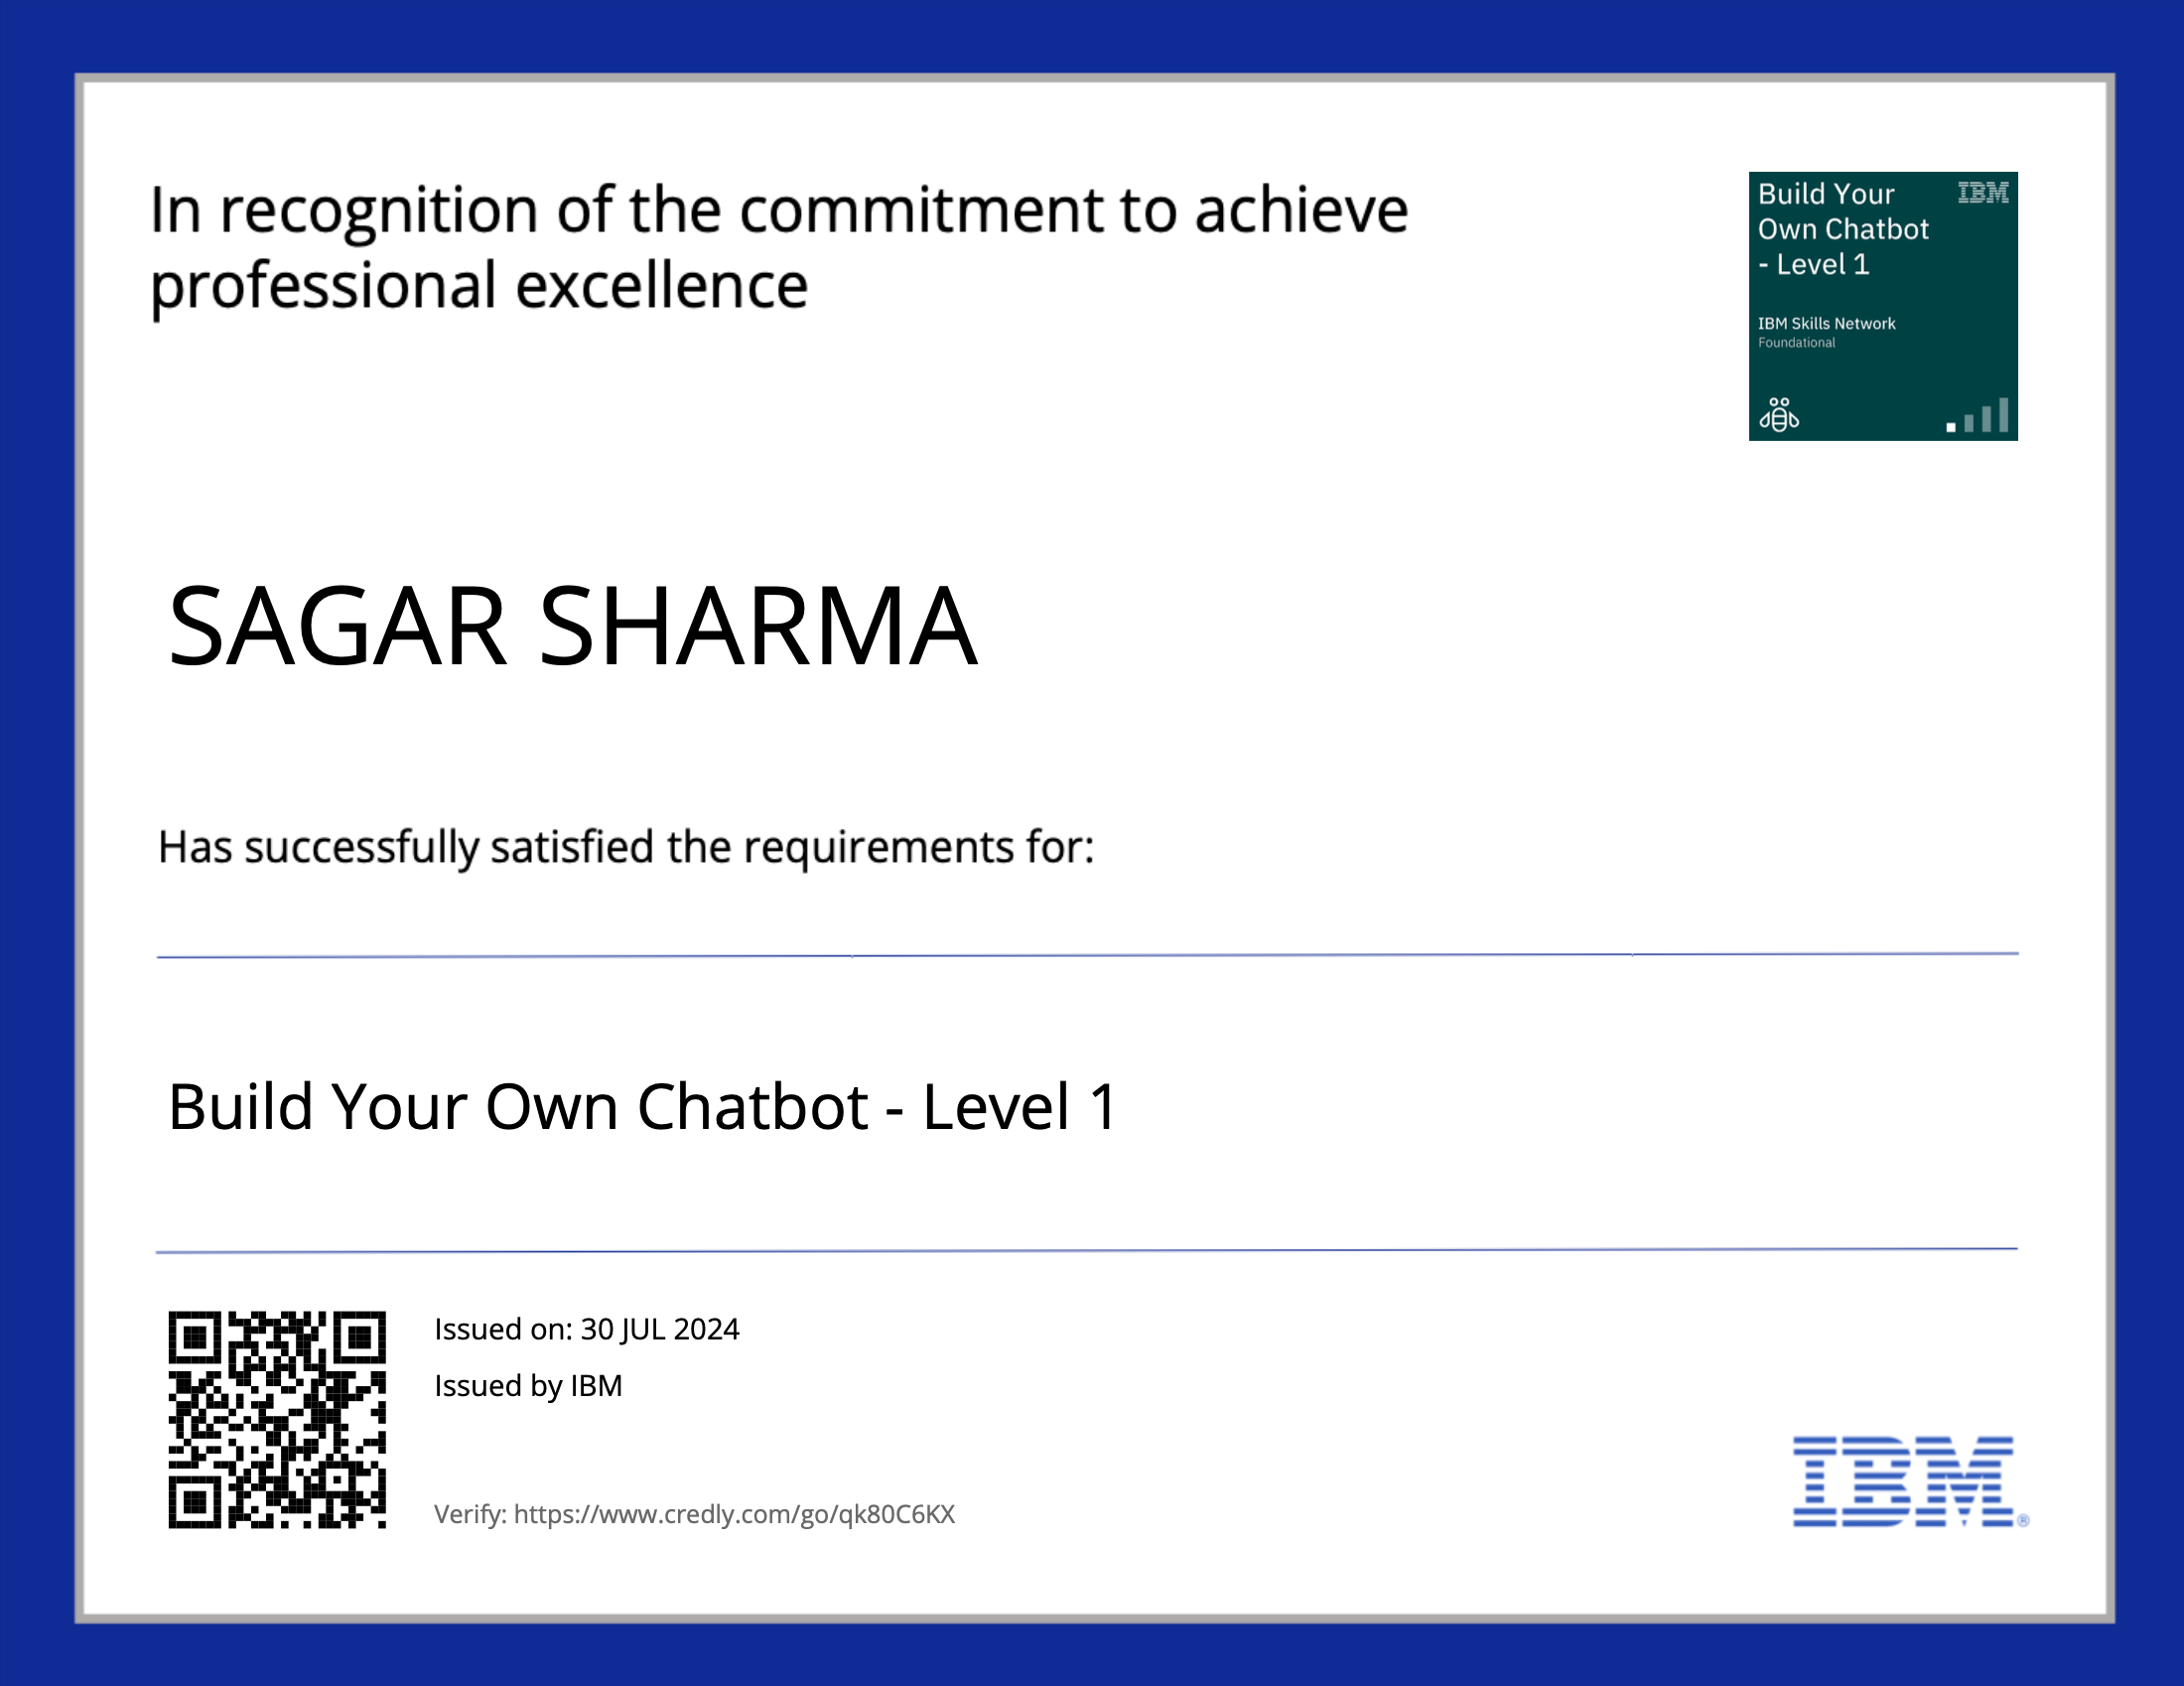 In recognition of the commitment to achieve
professional excellence
Build Your
Own Chatbot
- Level 1
IBM
IBM Skills Network
Foundational
SAGAR SHARMA
Has successfully satisfied the requirements for:
Build Your Own Chatbot - Level 1
Issued on: 30 JUL 2024
Issued by IBM
Verify: https://www.credly.com/go/qk80C6KX
IBM®